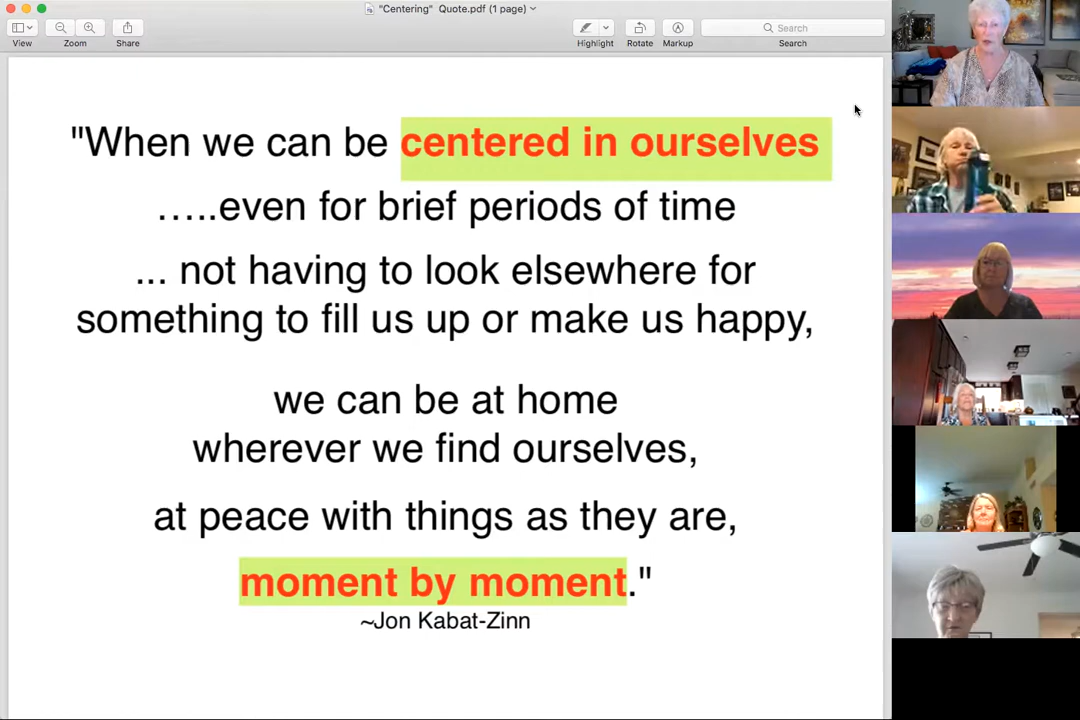 "Centering"  Quote.pdf (1 page)
View
Zoom
Share
Highlight
Rotate
Markup
Search
Search
"When we can be centered in ourselves
…..even for brief periods of time
... not having to look elsewhere for
something to fill us up or make us happy,
we can be at home
wherever we find ourselves,
at peace with things as they are,
moment by moment."
~Jon Kabat-Zinn